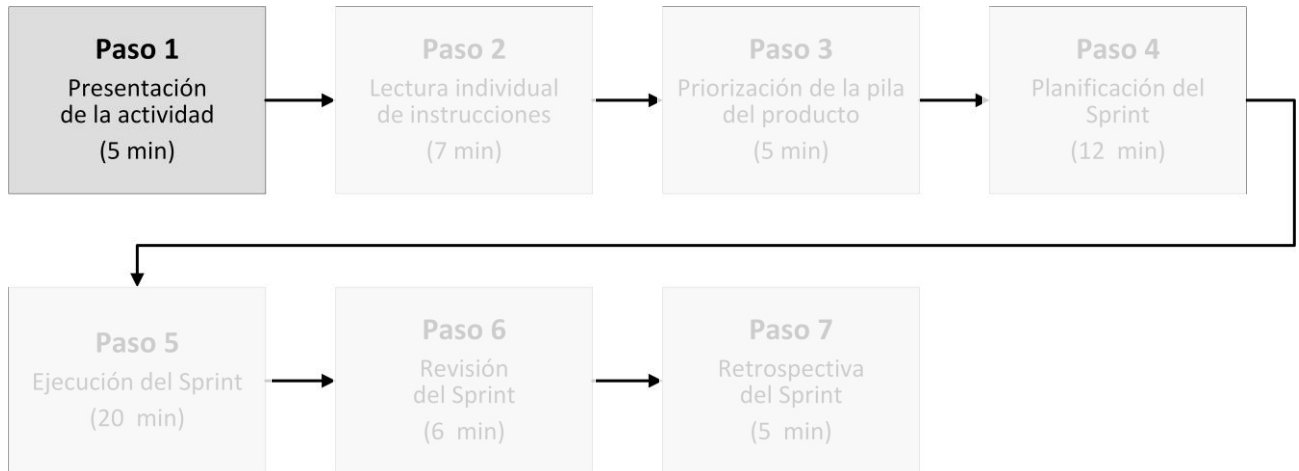 Paso 1
Presentación
de la actividad
(5 min)
Paso 2
Lectura individual
de instrucciones
(7 min)
Paso 3
Priorización de la pila
del producto
(5 min)
Paso 4
Planificación del
Sprint
(12 min)
Paso 5
Ejecución del Sprint
(20 min)
Paso 6
Revisión
del Sprint
(6 min)
Paso 7
Retrospectiva
del Sprint
(5 min)